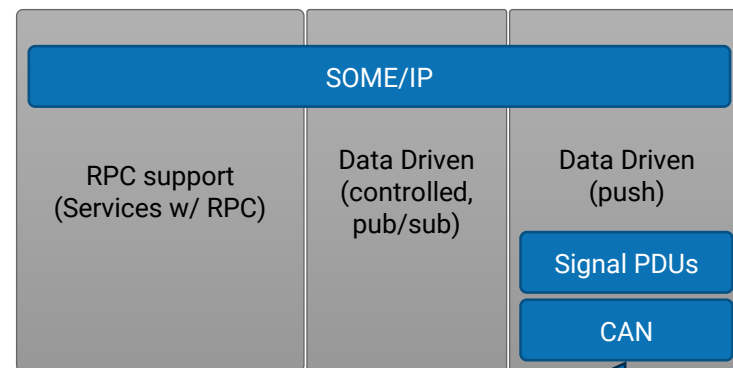 SOME/IP
RPC support
(Services w/ RPC)
Data Driven
(controlled,
pub/sub)
Data Driven
(push)
Signal PDUs
CAN